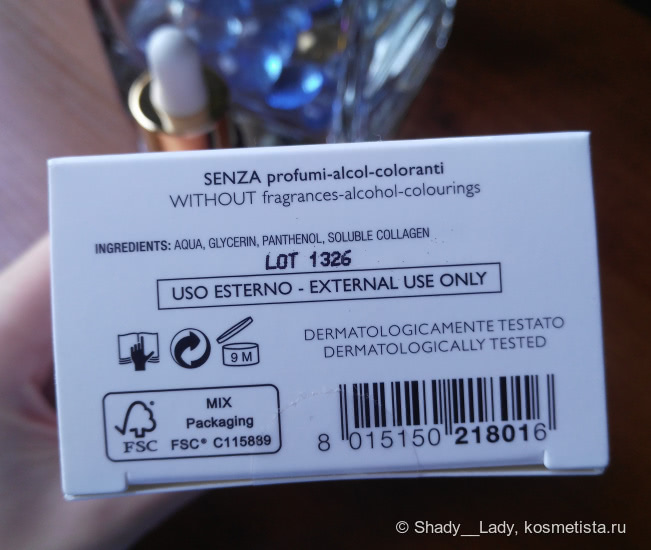 SENZA profumi-alcol-coloranti
WITHOUT fragrances-alcohol-colourings
INGREDIENTS: AQUA, GLYCERIN, PANTHENOL, SOLUBLE COLLAGEN
LOT 1326
USO ESTERNO - EXTERNAL USE ONLY
9 M
DERMATOLOGICAMENTE TESTATO
DERMATOLOGICALLY TESTED
FSC
MIX
Packaging
FSC® C115889
8 015150 218016
© Shady__Lady, kosmetista.ru